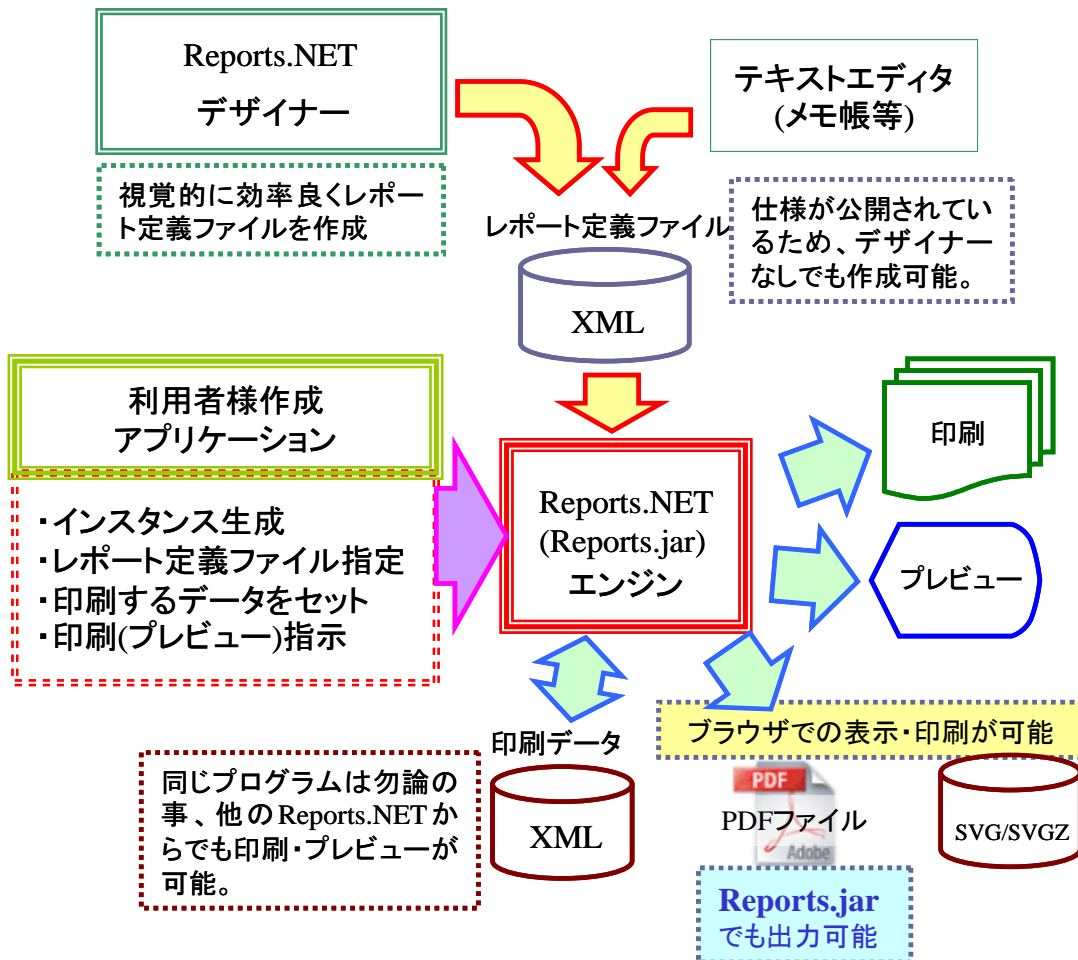 Reports.NET
デザイナー
テキストエディタ
(メモ帳等)
視覚的に効率良くレポー
ト定義ファイルを作成
レポート定義ファイル
仕様が公開されてい
るため、デザイナー
なしでも作成可能。
XML
利用者様作成
アプリケーション
・インスタンス生成
・レポート定義ファイル指定
・印刷するデータをセット
・印刷(プレビュー)指示
Reports.NET
(Reports.jar)
エンジン
印刷
プレビュー
印刷データ
XML
同じプログラムは勿論の
事、他のReports.NETか
らでも印刷・プレビューが
可能。
ブラウザでの表示・印刷が可能
PDF
PDFファイル
Adobe
SVG/SVGZ
Reports.jar
でも出力可能